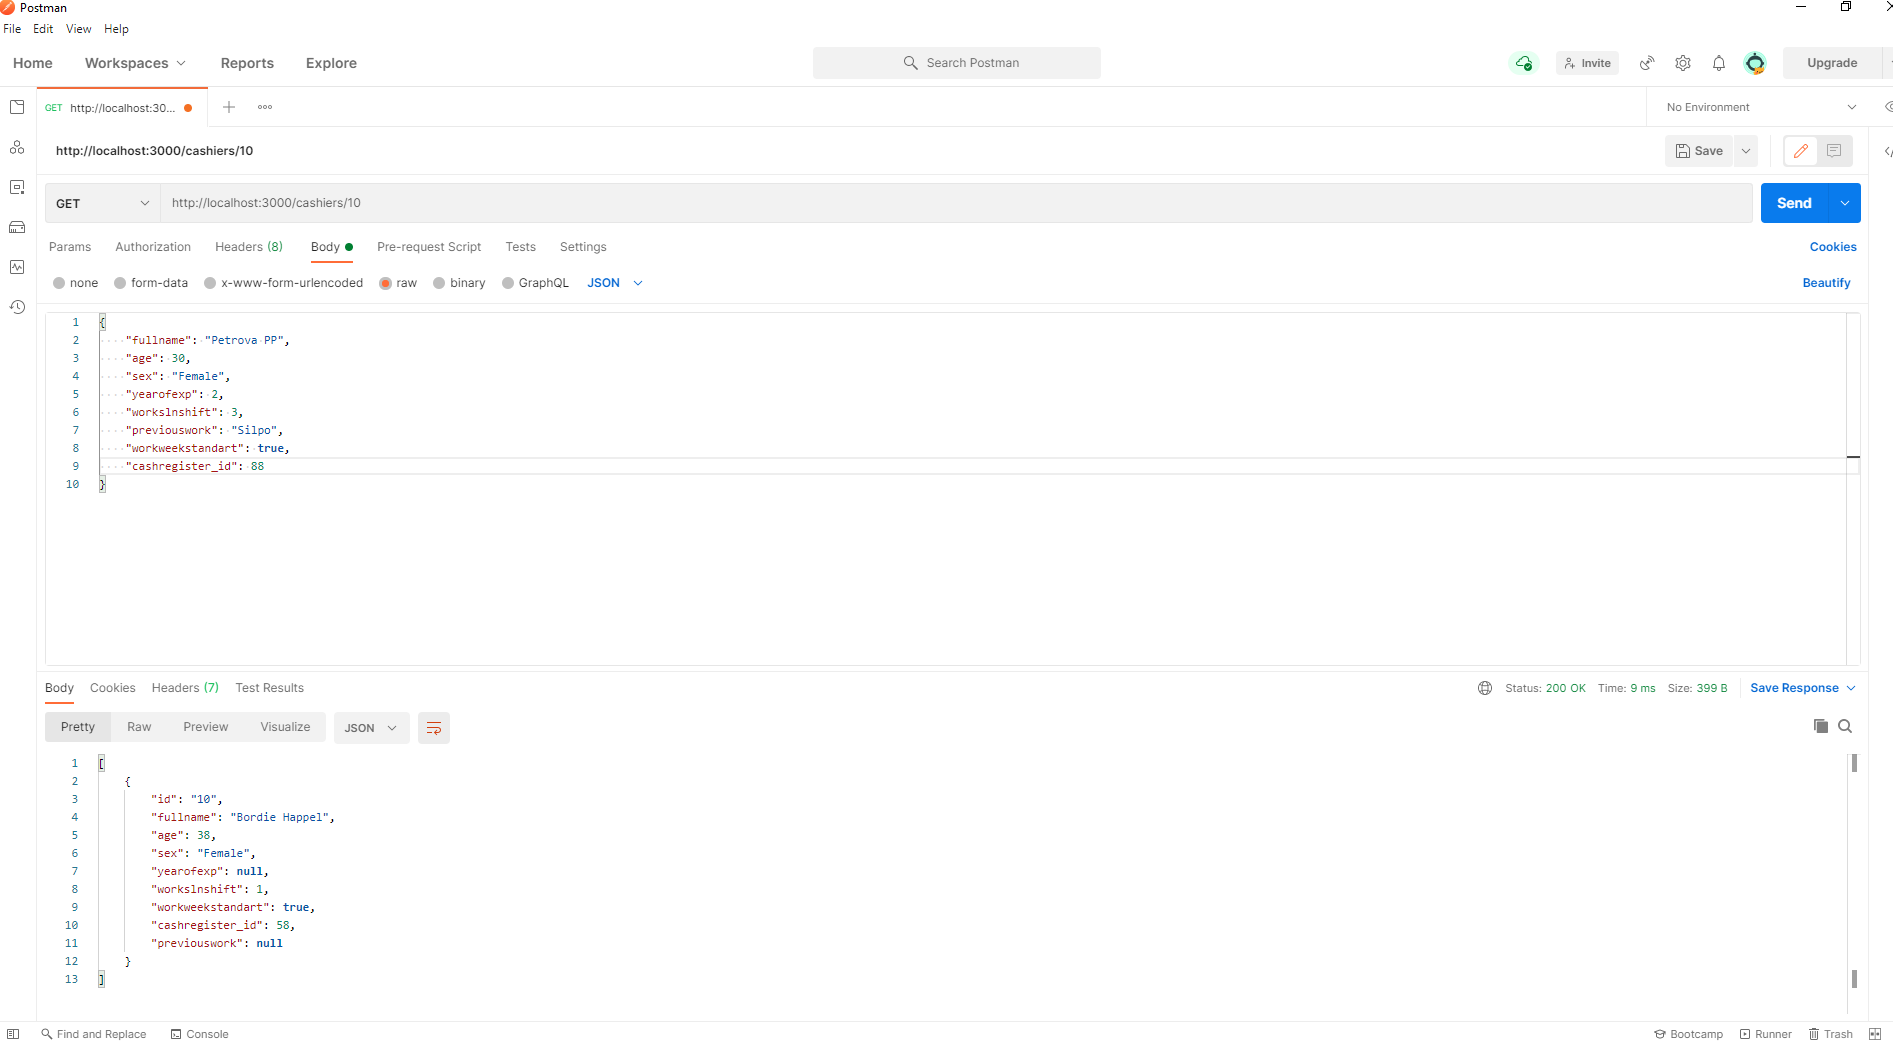 Postman
File Edit View Help
Home Workspaces Reports Explore Search Postman Invite Upgrade
GET http://localhost:30... No Environment
http://localhost:3000/cashiers/10 Save
GET http://localhost:3000/cashiers/10 Send
Params Authorization Headers (8) Body Pre-request Script Tests Settings Cookies
none form-data x-www-form-urlencoded raw binary GraphQL JSON Beautify
1 {
2 "fullname": "Petrova PP",
3 "age": 30,
4 "sex": "Female",
5 "yearofexp": 2,
6 "workslnshift": 3,
7 "previouswork": "Silpo",
8 "workweekstandart": true,
9 "cashregister_id": 88
10 }
Body Cookies Headers (7) Test Results Status: 200 OK Time: 9 ms Size: 399 B Save Response
Pretty Raw Preview Visualize JSON
1 [
2 {
3 "id": "10",
4 "fullname": "Bordie Happel",
5 "age": 38,
6 "sex": "Female",
7 "yearofexp": null,
8 "workslnshift": 1,
9 "workweekstandart": true,
10 "cashregister_id": 58,
11 "previouswork": null
12 }
13 ]
Find and Replace Console Bootcamp Runner Trash